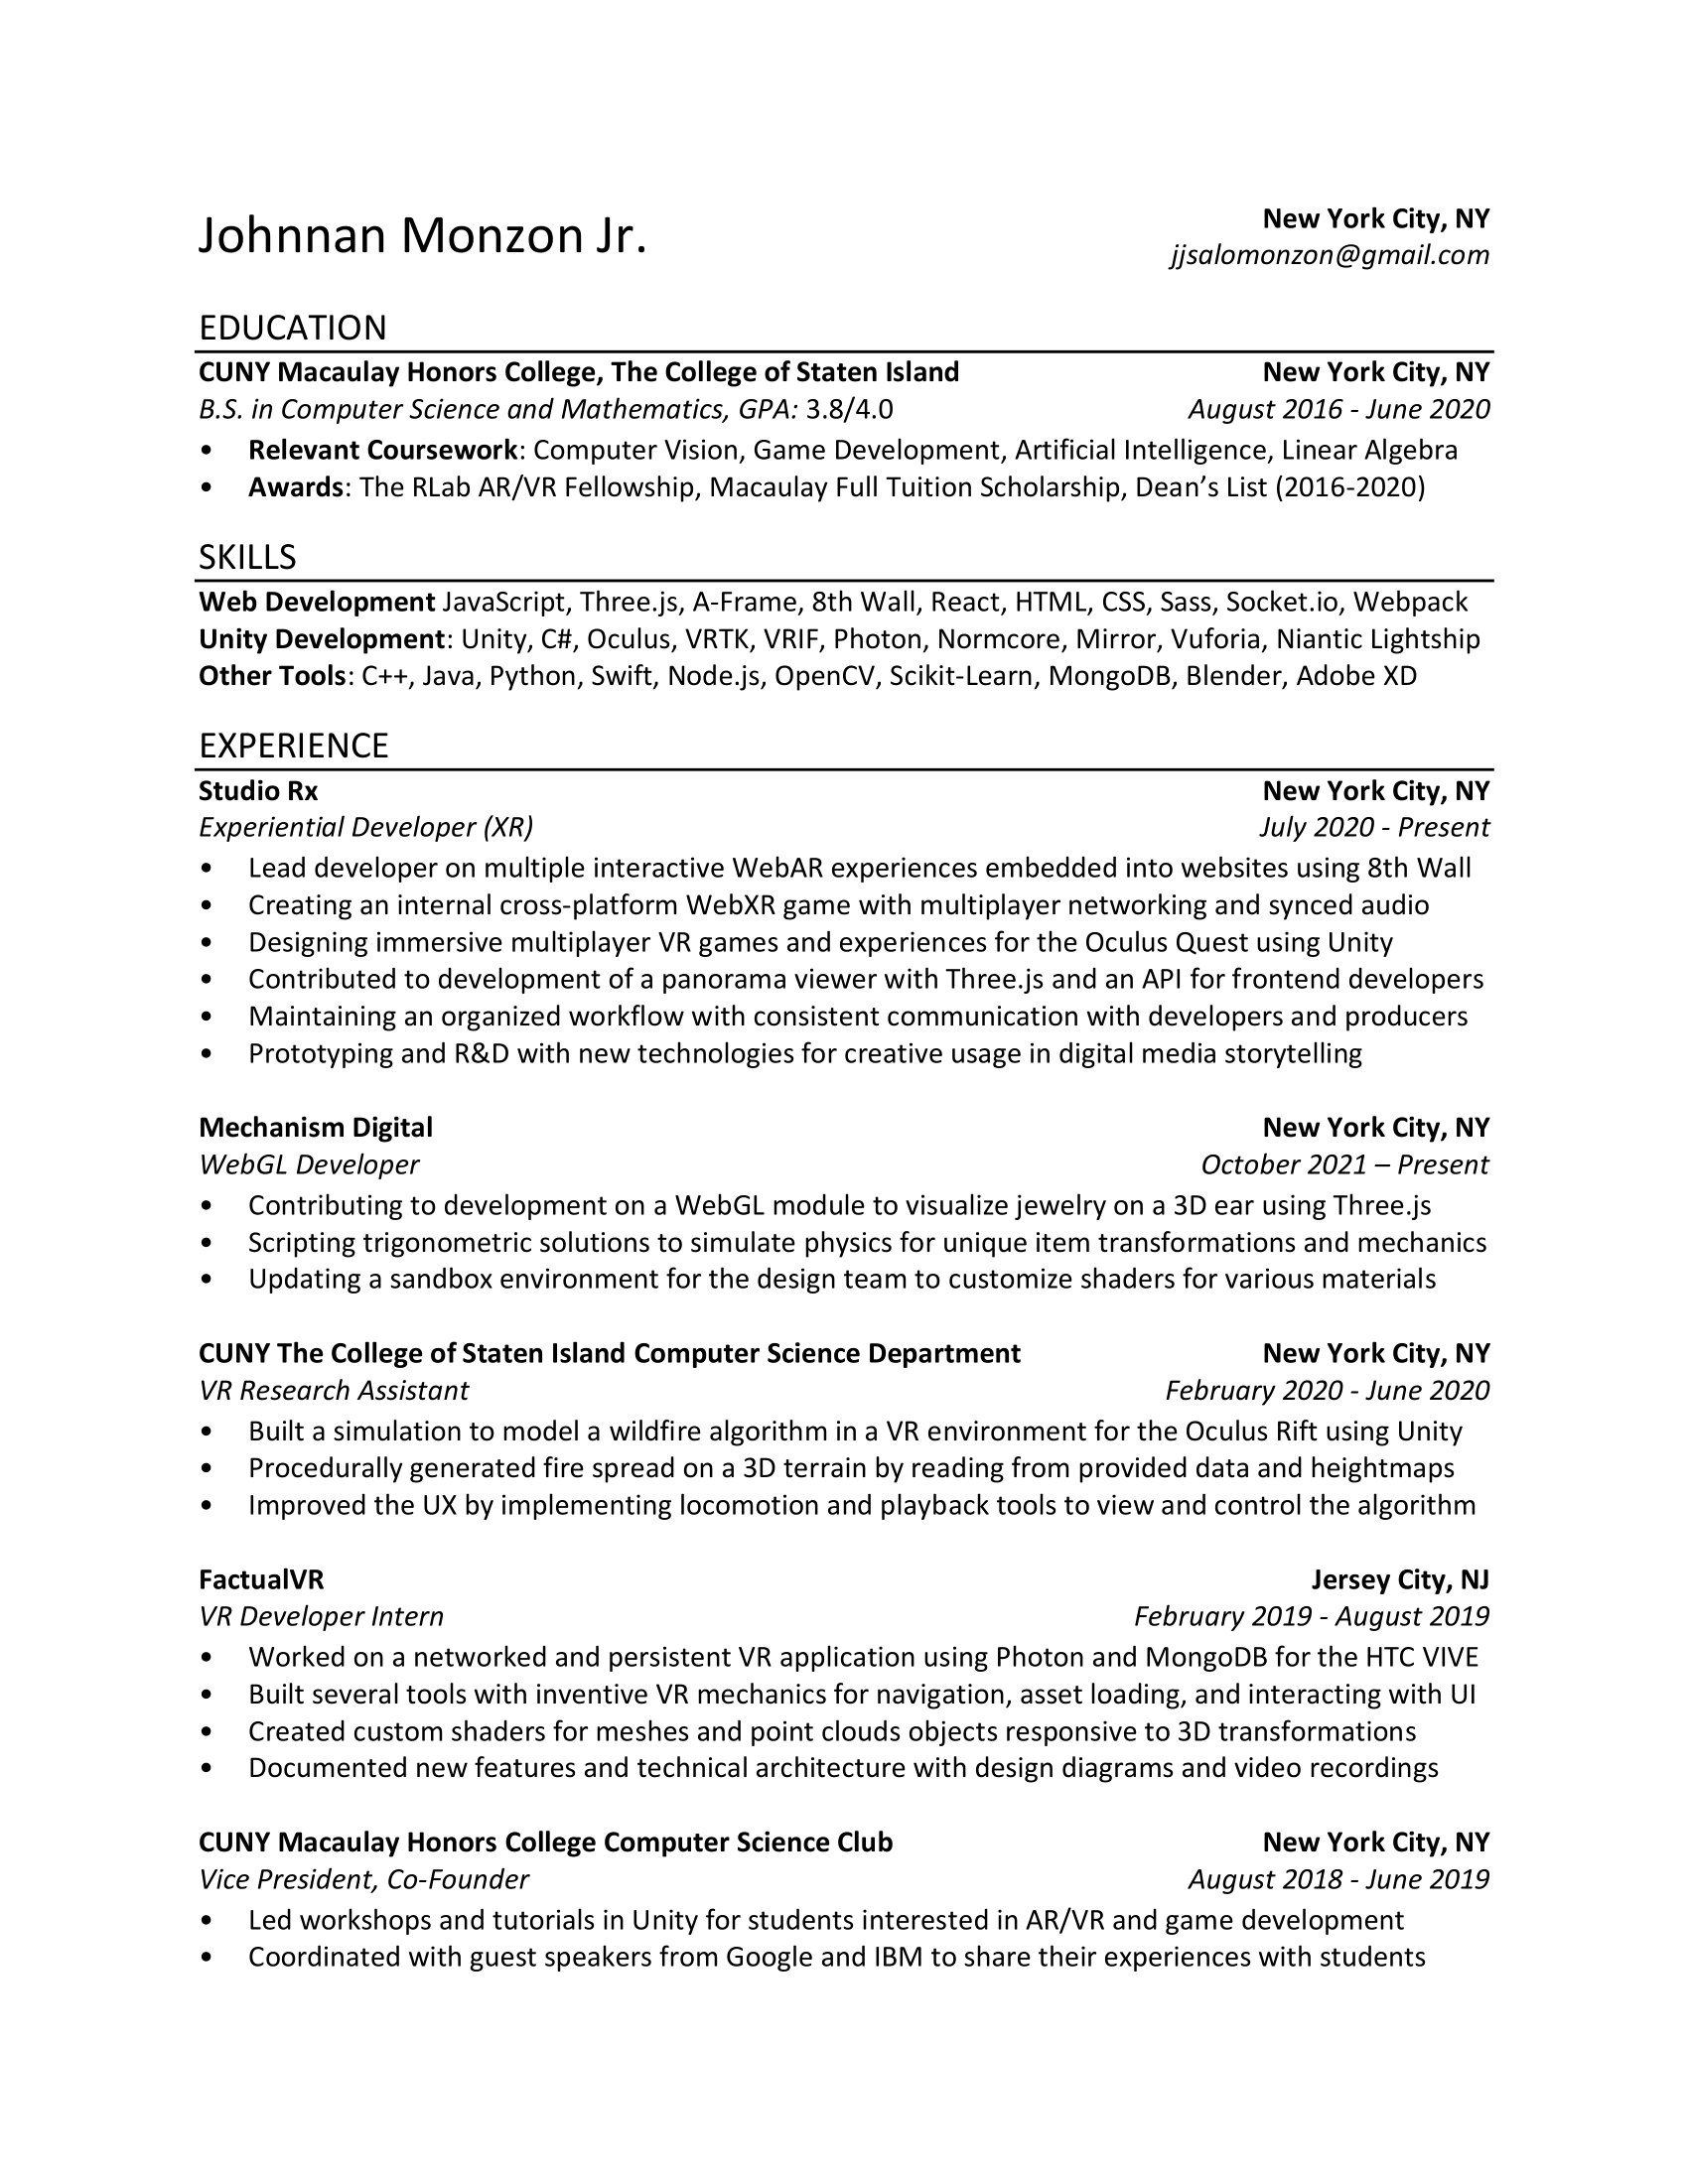 Johnnan Monzon Jr.
New York City, NY
jjsalomonzon@gmail.com
EDUCATION
CUNY Macaulay Honors College, The College of Staten Island New York City, NY
B.S. in Computer Science and Mathematics, GPA: 3.8/4.0 August 2016 - June 2020
• Relevant Coursework: Computer Vision, Game Development, Artificial Intelligence, Linear Algebra
• Awards: The RLab AR/VR Fellowship, Macaulay Full Tuition Scholarship, Dean’s List (2016-2020)
SKILLS
Web Development JavaScript, Three.js, A-Frame, 8th Wall, React, HTML, CSS, Sass, Socket.io, Webpack
Unity Development: Unity, C#, Oculus, VRTK, VRIF, Photon, Normcore, Mirror, Vuforia, Niantic Lightship
Other Tools: C++, Java, Python, Swift, Node.js, OpenCV, Scikit-Learn, MongoDB, Blender, Adobe XD
EXPERIENCE
Studio Rx New York City, NY
Experiential Developer (XR) July 2020 - Present
• Lead developer on multiple interactive WebAR experiences embedded into websites using 8th Wall
• Creating an internal cross-platform WebXR game with multiplayer networking and synced audio
• Designing immersive multiplayer VR games and experiences for the Oculus Quest using Unity
• Contributed to development of a panorama viewer with Three.js and an API for frontend developers
• Maintaining an organized workflow with consistent communication with developers and producers
• Prototyping and R&D with new technologies for creative usage in digital media storytelling
Mechanism Digital New York City, NY
WebGL Developer October 2021 – Present
• Contributing to development on a WebGL module to visualize jewelry on a 3D ear using Three.js
• Scripting trigonometric solutions to simulate physics for unique item transformations and mechanics
• Updating a sandbox environment for the design team to customize shaders for various materials
CUNY The College of Staten Island Computer Science Department New York City, NY
VR Research Assistant February 2020 - June 2020
• Built a simulation to model a wildfire algorithm in a VR environment for the Oculus Rift using Unity
• Procedurally generated fire spread on a 3D terrain by reading from provided data and heightmaps
• Improved the UX by implementing locomotion and playback tools to view and control the algorithm
FactualVR Jersey City, NJ
VR Developer Intern February 2019 - August 2019
• Worked on a networked and persistent VR application using Photon and MongoDB for the HTC VIVE
• Built several tools with inventive VR mechanics for navigation, asset loading, and interacting with UI
• Created custom shaders for meshes and point clouds objects responsive to 3D transformations
• Documented new features and technical architecture with design diagrams and video recordings
CUNY Macaulay Honors College Computer Science Club New York City, NY
Vice President, Co-Founder August 2018 - June 2019
• Led workshops and tutorials in Unity for students interested in AR/VR and game development
• Coordinated with guest speakers from Google and IBM to share their experiences with students